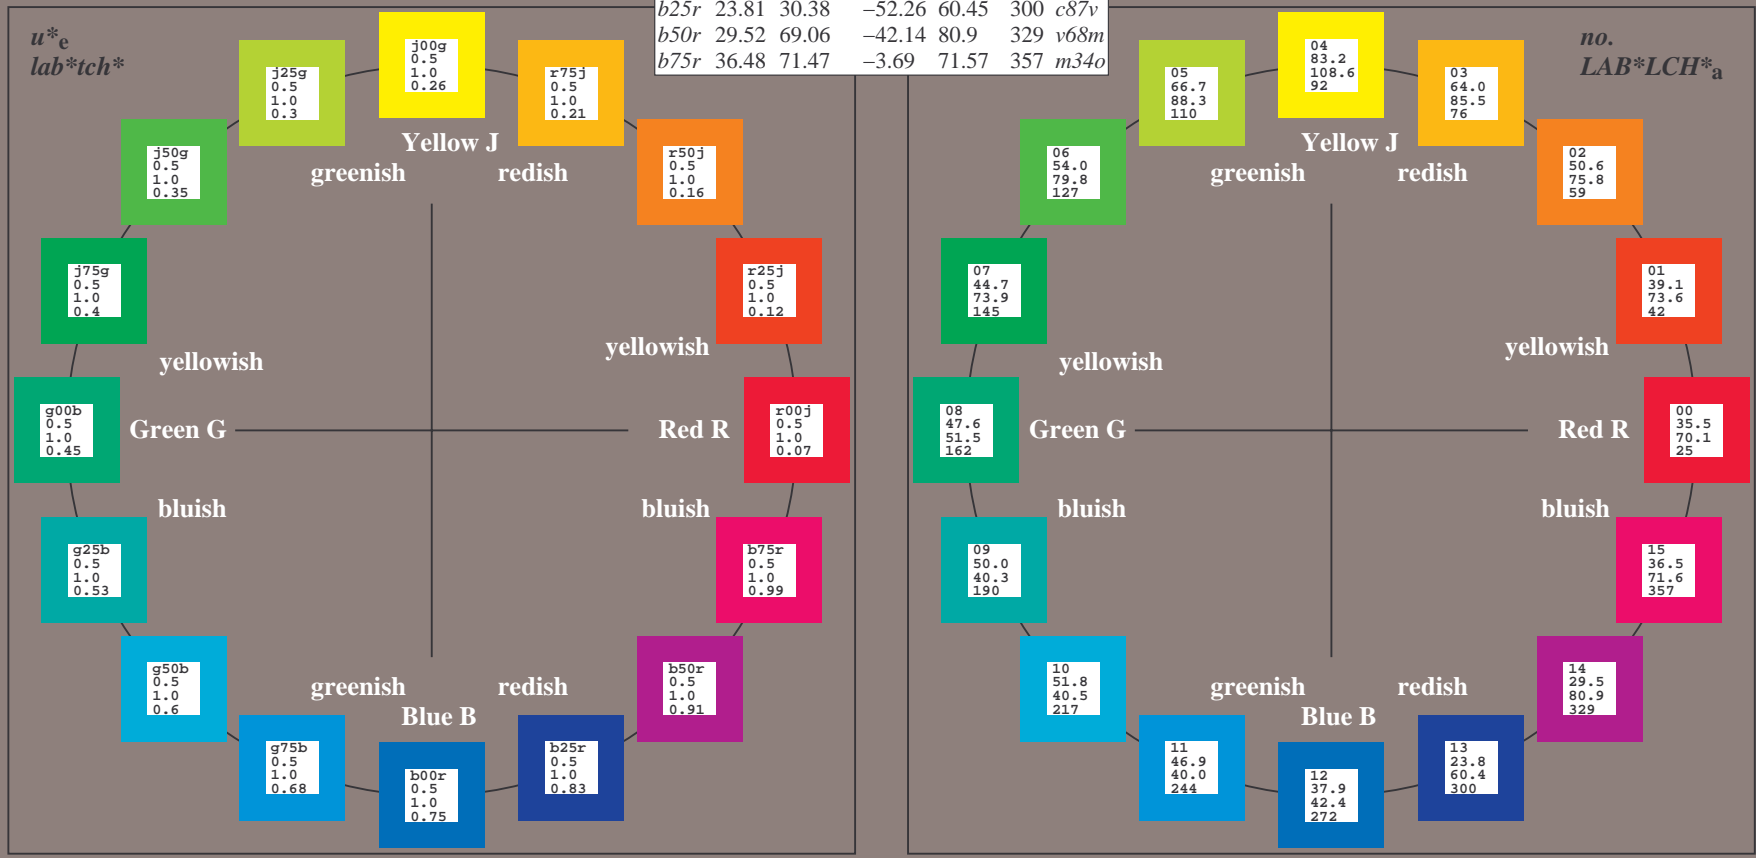 b25r 23.81 30.38 −52.26 60.45 300 c87v
b50r 29.52 69.06 −42.14 80.9 329 v68m
b75r 36.48 71.47 −3.69 71.57 357 m34o
u*e
lab*tch*
j00g
0.5
1.0
0.26
j25g
0.5
1.0
0.3
r75j
0.5
1.0
0.21
j50g
0.5
1.0
0.35
r50j
0.5
1.0
0.16
Yellow J
greenish redish
j75g
0.5
1.0
0.4
r25j
0.5
1.0
0.12
yellowish
yellowish
g00b
0.5
1.0
0.45
Green G
Red R
r00j
0.5
1.0
0.07
bluish
bluish
g25b
0.5
1.0
0.53
b75r
0.5
1.0
0.99
g50b
0.5
1.0
0.6
b50r
0.5
1.0
0.91
greenish redish
Blue B
g75b
0.5
1.0
0.68
b00r
0.5
1.0
0.75
b25r
0.5
1.0
0.83
no.
LAB*LCH*a
04
83.2
108.6
92
05
66.7
88.3
110
03
64.0
85.5
76
06
54.0
79.8
127
02
50.6
75.8
59
Yellow J
greenish redish
07
44.7
73.9
145
01
39.1
73.6
42
yellowish
yellowish
08
47.6
51.5
162
Green G
Red R
00
35.5
70.1
25
bluish
bluish
09
50.0
40.3
190
15
36.5
71.6
357
10
51.8
40.5
217
14
29.5
80.9
329
greenish redish
Blue B
11
46.9
40.0
244
12
37.9
42.4
272
13
23.8
60.4
300